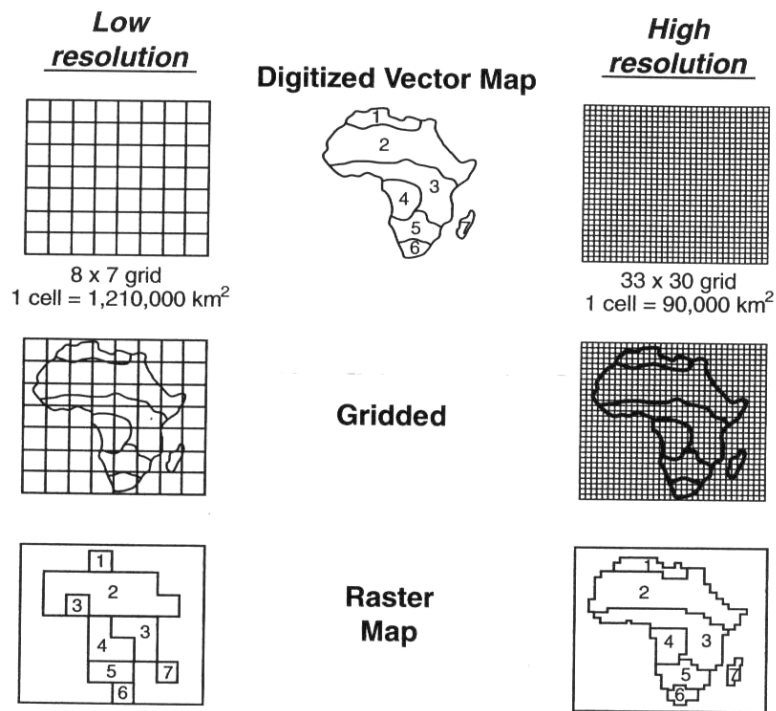 Low
resolution
Digitized Vector Map
High
resolution
1
2
3
4
5
6
7
8 x 7 grid
1 cell = 1,210,000 km²
33 x 30 grid
1 cell = 90,000 km²
Gridded
1
2
3
3
4
5
7
6
Raster
Map
1
2
4
3
5
7
6